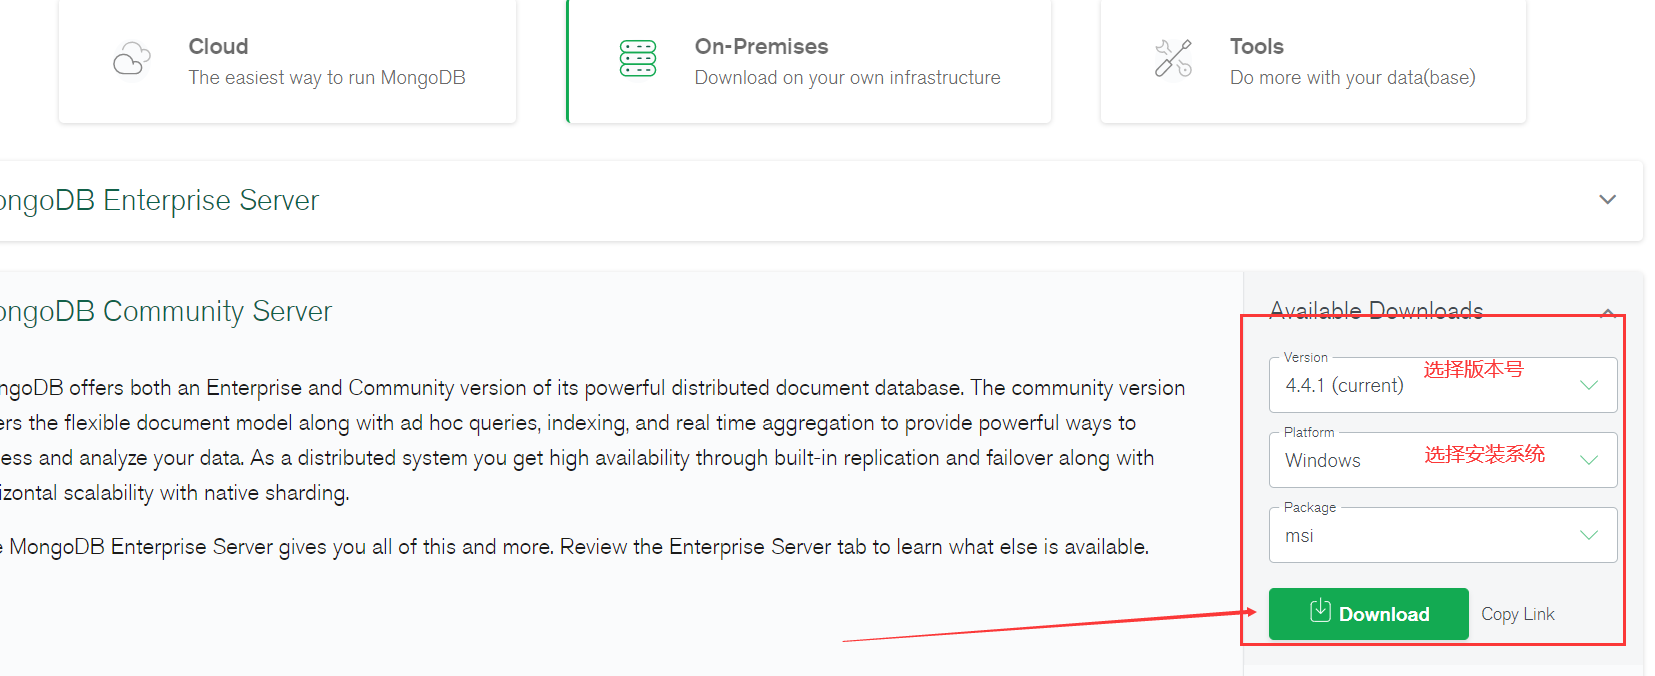 Cloud
The easiest way to run MongoDB
On-Premises
Download on your own infrastructure
Tools
Do more with your data(base)
ongoDB Enterprise Server
ongoDB Community Server
ngoDB offers both an Enterprise and Community version of its powerful distributed document database. The community version
ers the flexible document model along with ad hoc queries, indexing, and real time aggregation to provide powerful ways to
ess and analyze your data. As a distributed system you get high availability through built-in replication and failover along with
izontal scalability with native sharding.
e MongoDB Enterprise Server gives you all of this and more. Review the Enterprise Server tab to learn what else is available.
Available Downloads
Version
4.4.1 (current)
选择版本号
Platform
Windows
选择安装系统
Package
msi
Download
Copy Link